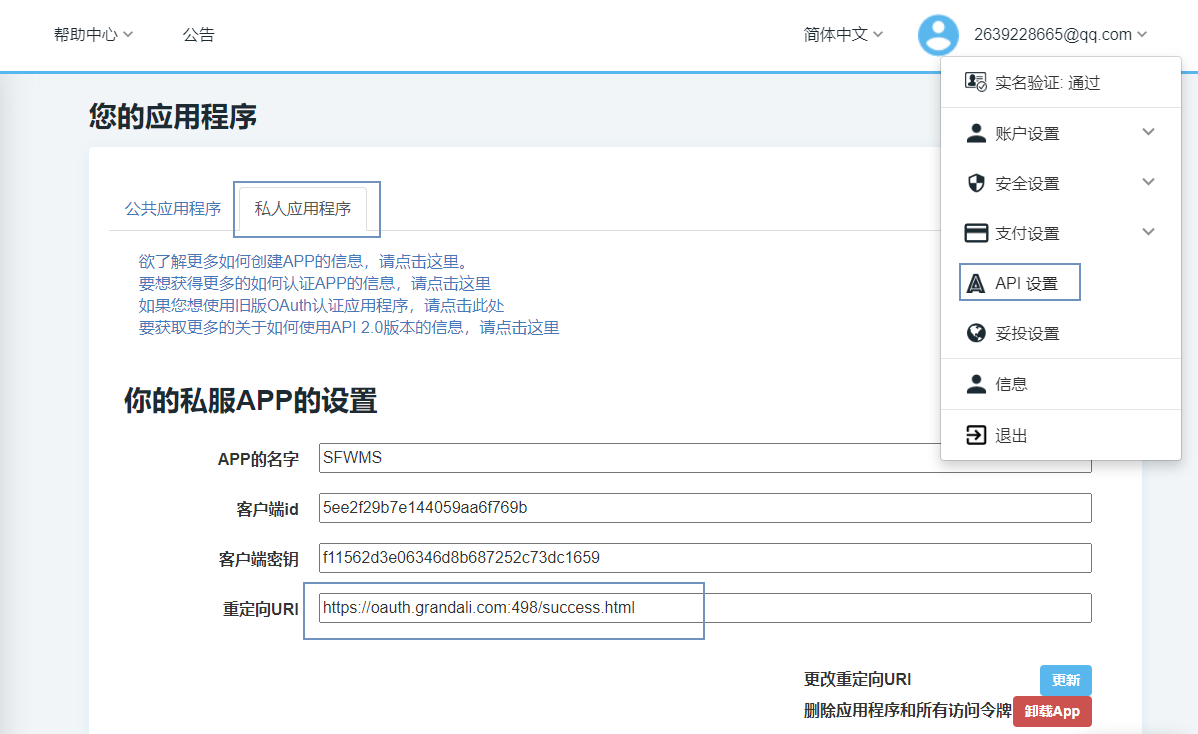 帮助中心
公告
简体中文
2639228665@qq.com
实名验证: 通过
账户设置
安全设置
支付设置
API 设置
妥投设置
信息
退出
您的应用程序
公共应用程序
私人应用程序
欲了解更多如何创建APP的信息，请点击这里。
要想获得更多的如何认证APP的信息，请点击这里
如果您想使用旧版OAuth认证应用程序，请点击此处
要获取更多的关于如何使用API 2.0版本的信息，请点击这里
你的私服APP的设置
APP的名字 SFWMS
客户端id 5ee2f29b7e144059aa6f769b
客户端密钥 f11562d3e06346d8b687252c73dc1659
重定向URI https://oauth.grandali.com:498/success.html
更改重定向URI 更新
删除应用程序和所有访问令牌 卸载App